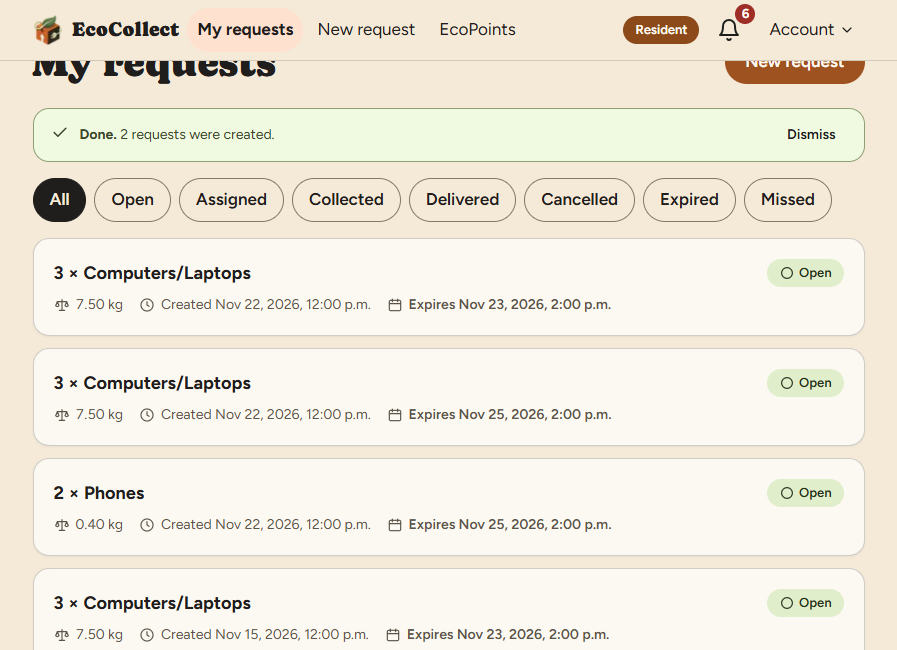 EcoCollect My requests New request EcoPoints Resident 6 Account
My requests New request
Done. 2 requests were created. Dismiss
All Open Assigned Collected Delivered Cancelled Expired Missed
3 × Computers/Laptops Open
7.50 kg Created Nov 22, 2026, 12:00 p.m. Expires Nov 23, 2026, 2:00 p.m.
3 × Computers/Laptops Open
7.50 kg Created Nov 22, 2026, 12:00 p.m. Expires Nov 25, 2026, 2:00 p.m.
2 × Phones Open
0.40 kg Created Nov 22, 2026, 12:00 p.m. Expires Nov 25, 2026, 2:00 p.m.
3 × Computers/Laptops Open
7.50 kg Created Nov 15, 2026, 12:00 p.m. Expires Nov 23, 2026, 2:00 p.m.